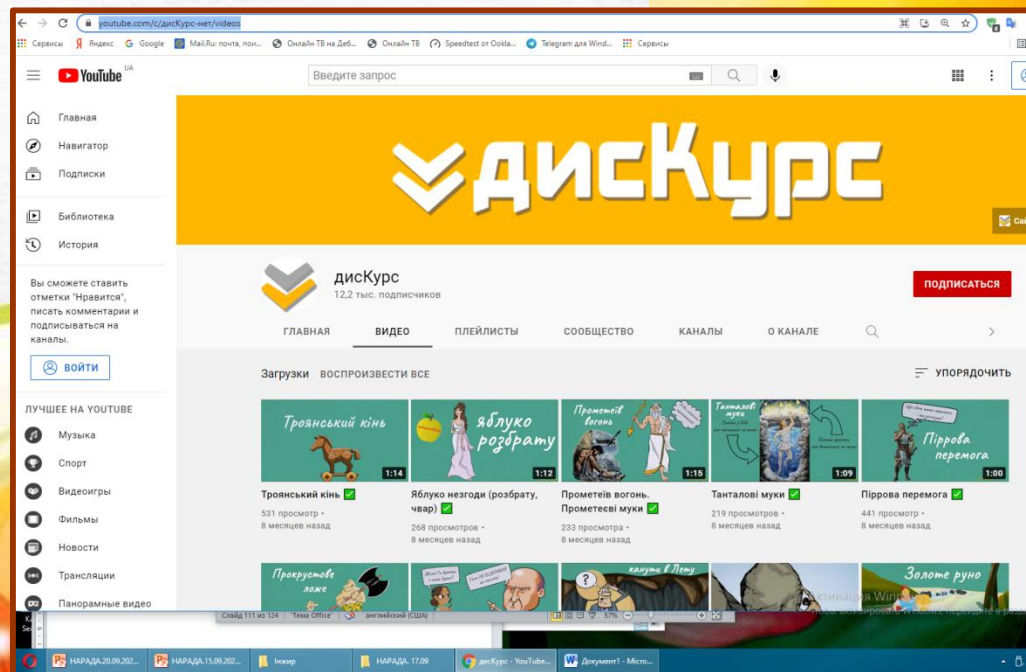 youtube.com/c/дисКурс-нет/videos
Сервисы Яндекс Google Mail.Ru: почта, пои... Онлайн ТВ на Деб... Онлайн ТВ Speedtest от Ookla... Telegram для Wind... Сервисы
YouTube UA
Введите запрос
Главная
Навигатор
Подписки
Библиотека
История
Вы сможете ставить
отметки "Нравится",
писать комментарии и
подписываться на
каналы.
ВОЙТИ
ЛУЧШЕЕ НА YOUTUBE
Музыка
Спорт
Видеоигры
Фильмы
Новости
Трансляции
Панорамные видео
дисКурс
дисКурс
12,2 тыс. подписчиков
ПОДПИСАТЬСЯ
ГЛАВНАЯ ВИДЕО ПЛЕЙЛИСТЫ СООБЩЕСТВО КАНАЛЫ О КАНАЛЕ
Загрузки ВОСПРОИЗВЕСТИ ВСЕ
УПОРЯДОЧИТЬ
Троянський кінь
1:14
Троянський кінь
531 просмотр •
8 месяцев назад
яблуко
розбрату
1:12
Яблуко незгоди (розбрату,
чвар)
268 просмотров •
8 месяцев назад
Прометеїв
вогонь
1:15
Прометеїв вогонь.
Прометеєві муки
233 просмотра •
8 месяцев назад
Танталові
муки
1:09
Танталові муки
219 просмотров •
8 месяцев назад
Піррова
перемога
1:00
Піррова перемога
441 просмотр •
8 месяцев назад
Прокрустове
ложе
канути в Лету
Золоте руно
Слайд 111 из 124 "Тема Office" английский (США) 57%
НАРАДА.20.09.202... НАРАДА.15.09.202... Інжир НАРАДА. 17.09 дисКурс - YouTube... Документ1 - Micro...